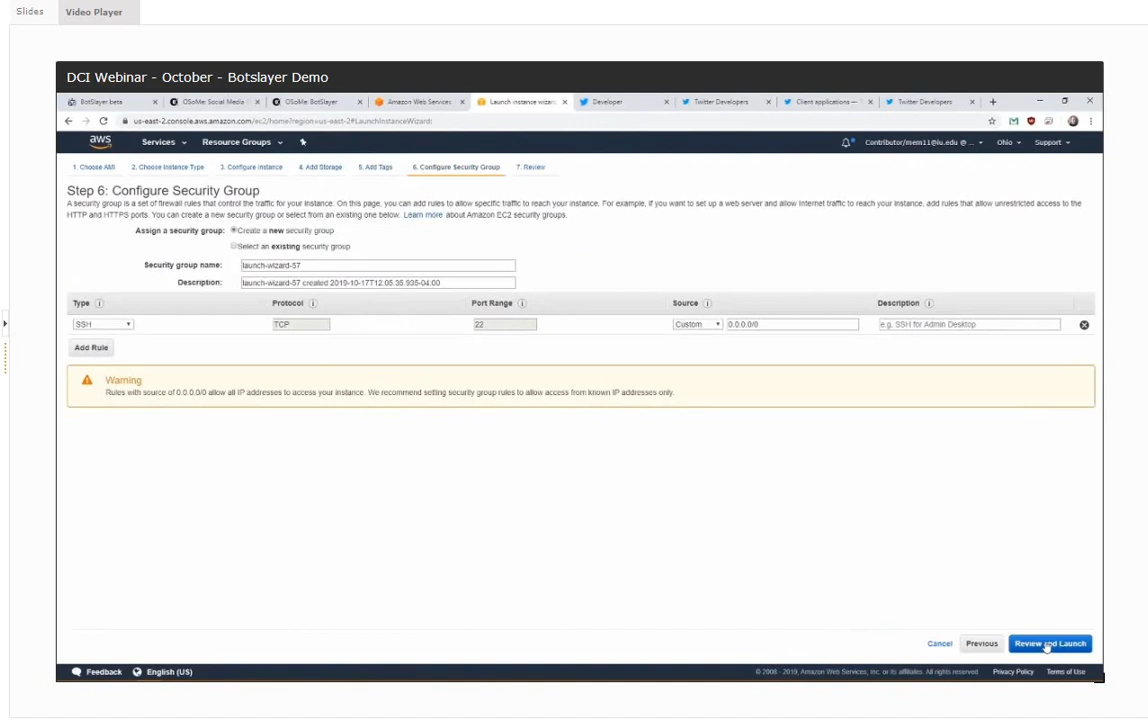 Slides
Video Player
DCI Webinar - October - Botslayer Demo
BotSlayer beta
OSoMe: Social Media
OSoMe: BotSlayer
Amazon Web Services
Launch instance wizar
Developer
Twitter Developers
Client applications —
Twitter Developers
us-east-2.console.aws.amazon.com/ec2/home?region=us-east-2#LaunchInstanceWizard:
aws
Services
Resource Groups
Contributor/mem11@iu.edu @ ...
Ohio
Support
1. Choose AMI
2. Choose Instance Type
3. Configure Instance
4. Add Storage
5. Add Tags
6. Configure Security Group
7. Review
Step 6: Configure Security Group
A security group is a set of firewall rules that control the traffic for your instance. On this page, you can add rules to allow specific traffic to reach your instance. For example, if you want to set up a web server and allow Internet traffic to reach your instance, add rules that allow unrestricted access to the
HTTP and HTTPS ports. You can create a new security group or select from an existing one below. Learn more about Amazon EC2 security groups.
Assign a security group: Create a new security group
Select an existing security group
Security group name: launch-wizard-57
Description: launch-wizard-57 created 2019-10-17T12:05:35.935-04:00
Type
Protocol
Port Range
Source
Description
SSH
TCP
22
Custom
0.0.0.0/0
e.g. SSH for Admin Desktop
Add Rule
Warning
Rules with source of 0.0.0.0/0 allow all IP addresses to access your instance. We recommend setting security group rules to allow access from known IP addresses only.
Cancel
Previous
Review and Launch
Feedback
English (US)
© 2008 - 2019, Amazon Web Services, Inc. or its affiliates. All rights reserved.
Privacy Policy
Terms of Use